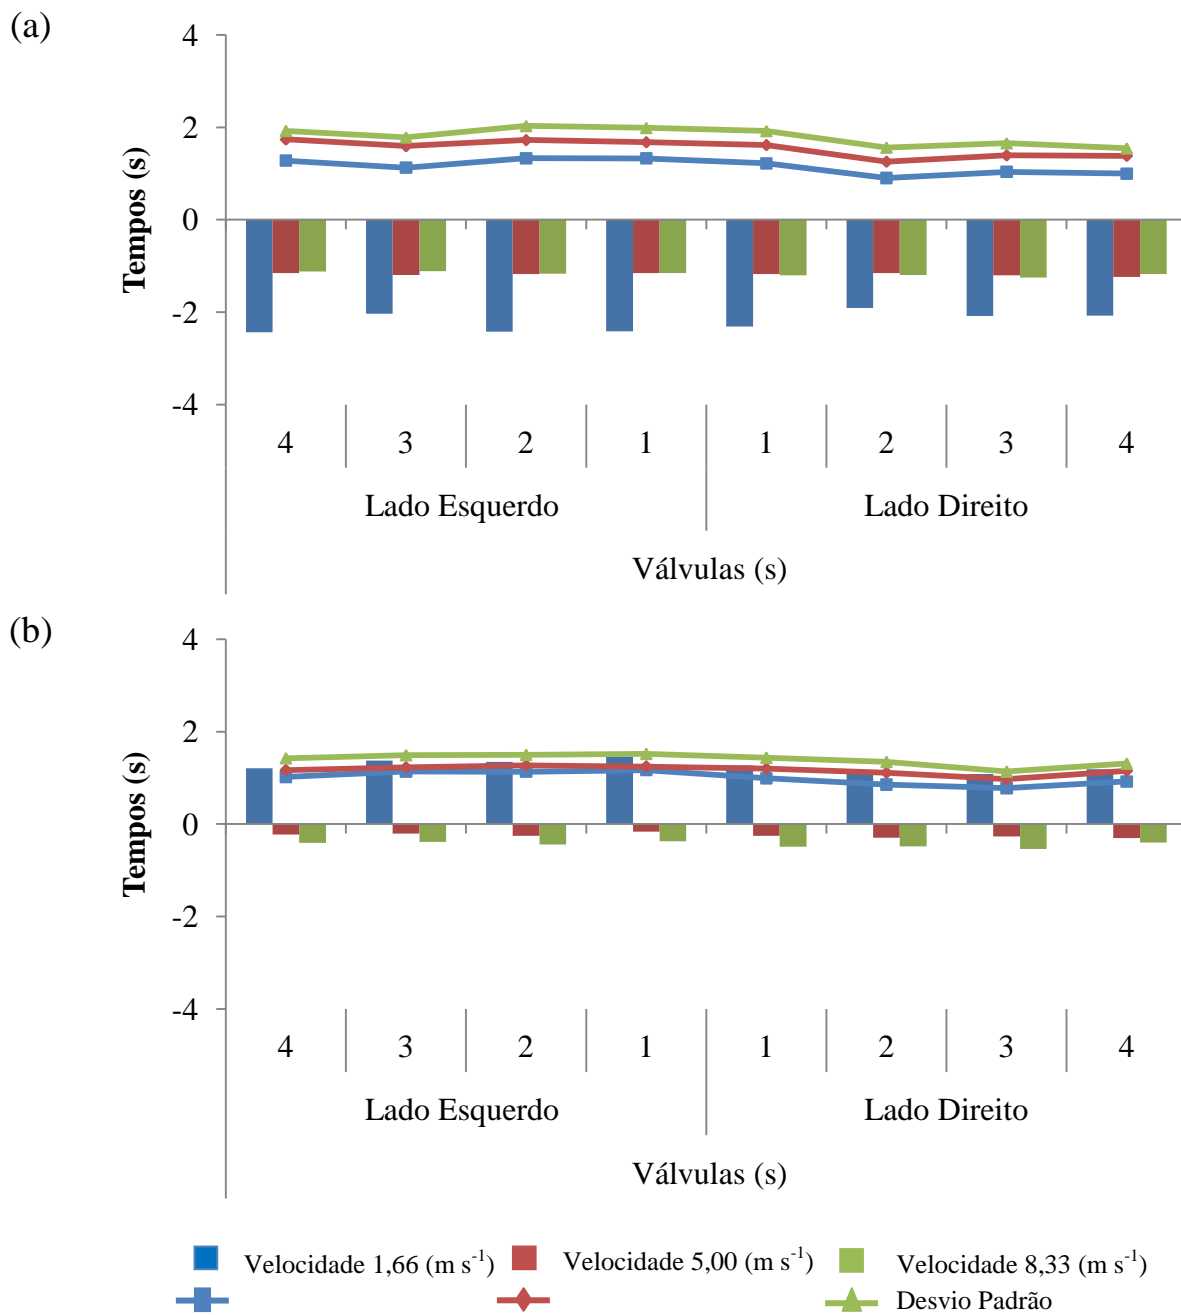 (a)
4
2
0
-2
-4
Tempos (s)
4 3 2 1 1 2 3 4
Lado Esquerdo Lado Direito
Válvulas (s)
(b)
4
2
0
-2
-4
Tempos (s)
4 3 2 1 1 2 3 4
Lado Esquerdo Lado Direito
Válvulas (s)
Velocidade 1,66 (m s⁻¹) Velocidade 5,00 (m s⁻¹) Velocidade 8,33 (m s⁻¹)
Desvio Padrão